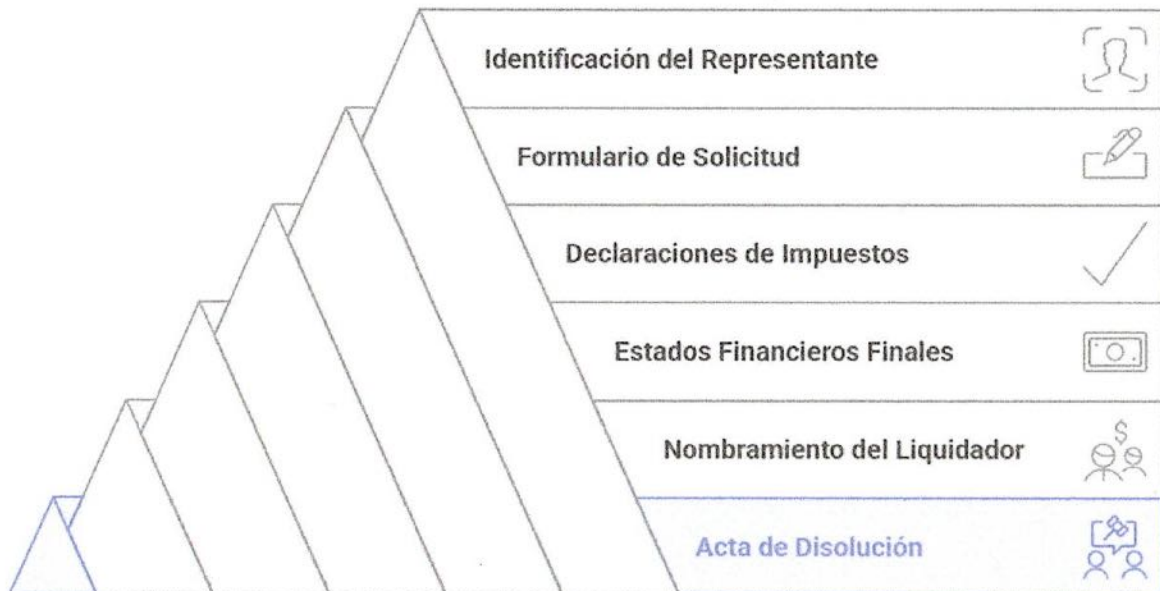 Identificación del Representante
Formulario de Solicitud
Declaraciones de Impuestos
Estados Financieros Finales
Nombramiento del Liquidador
$
Acta de Disolución